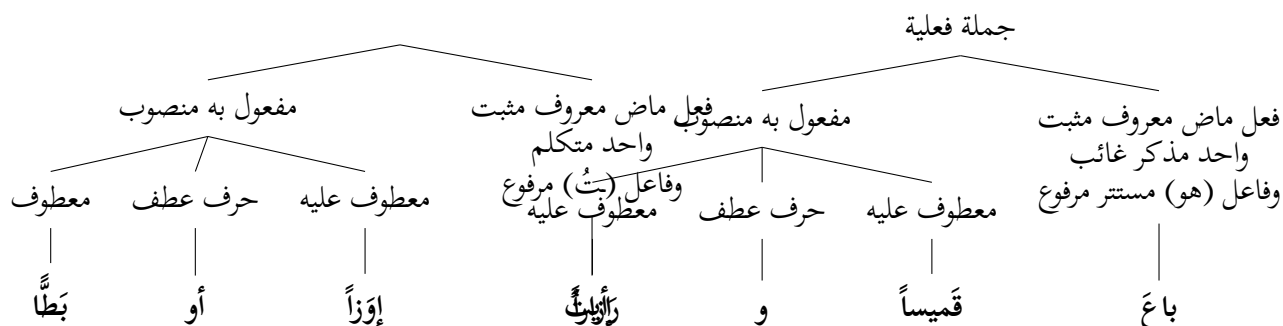 جملة فعلية
فعل ماض معروف مثبت
واحد مذكر غائب
وفاعل (هو) مستتر مرفوع
مفعول به منصوب
معطوف عليه
حرف عطف
معطوف عليه
باعَ
قَميساً
و
فعل ماض معروف مثبت
واحد متكلم
وفاعل (ـتُ) مرفوع
مفعول به منصوب
معطوف عليه
حرف عطف
معطوف
إوَزاً
أو
بَطًّا